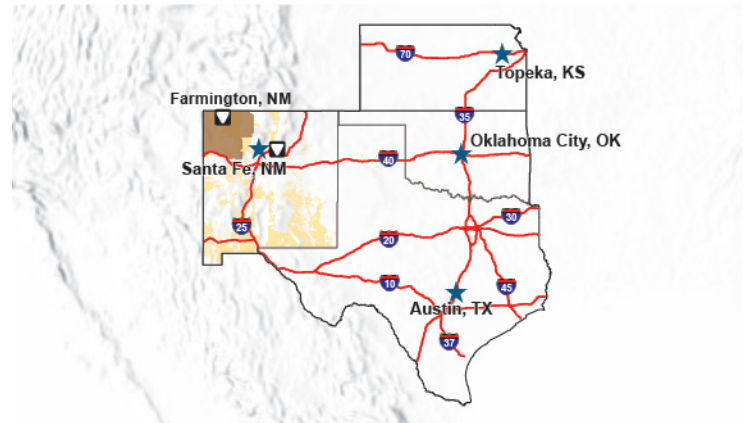 70
Topeka, KS
Farmington, NM
35
Oklahoma City, OK
Santa Fe, NM
40
25
30
20
10
45
Austin, TX
37